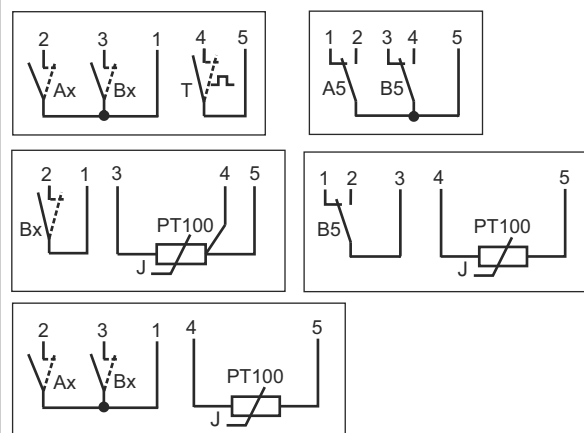 2 3 1 4 5
Ax Bx T
1 2 3 4 5
A5 B5
2 1 3 4 5
Bx PT100
J
1 2 3 4 5
B5 PT100
J
2 3 1 4 5
Ax Bx PT100
J